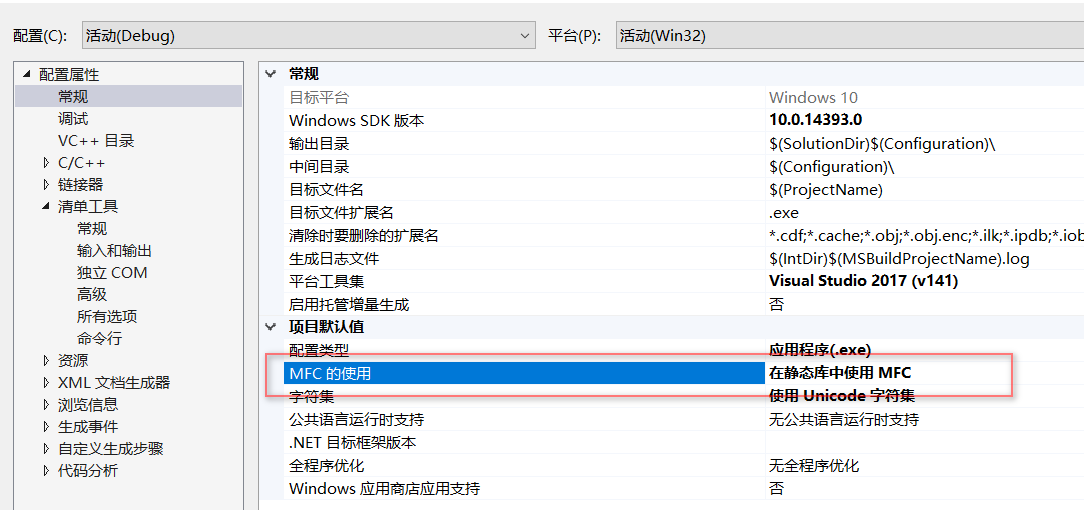 配置(C): 活动(Debug) 平台(P): 活动(Win32)
配置属性
常规
调试
VC++ 目录
C/C++
链接器
清单工具
常规
输入和输出
独立 COM
高级
所有选项
命令行
资源
XML 文档生成器
浏览信息
生成事件
自定义生成步骤
代码分析
常规
目标平台 Windows 10
Windows SDK 版本 10.0.14393.0
输出目录 $(SolutionDir)$(Configuration)\
中间目录 $(Configuration)\
目标文件名 $(ProjectName)
目标文件扩展名 .exe
清除时要删除的扩展名 *.cdf;*.cache;*.obj;*.obj.enc;*.ilk;*.ipdb;*.iob
生成日志文件 $(IntDir)$(MSBuildProjectName).log
平台工具集 Visual Studio 2017 (v141)
启用托管增量生成 否
项目默认值
配置类型 应用程序(.exe)
MFC 的使用 在静态库中使用 MFC
字符集 使用 Unicode 字符集
公共语言运行时支持 无公共语言运行时支持
.NET 目标框架版本
全程序优化 无全程序优化
Windows 应用商店应用支持 否